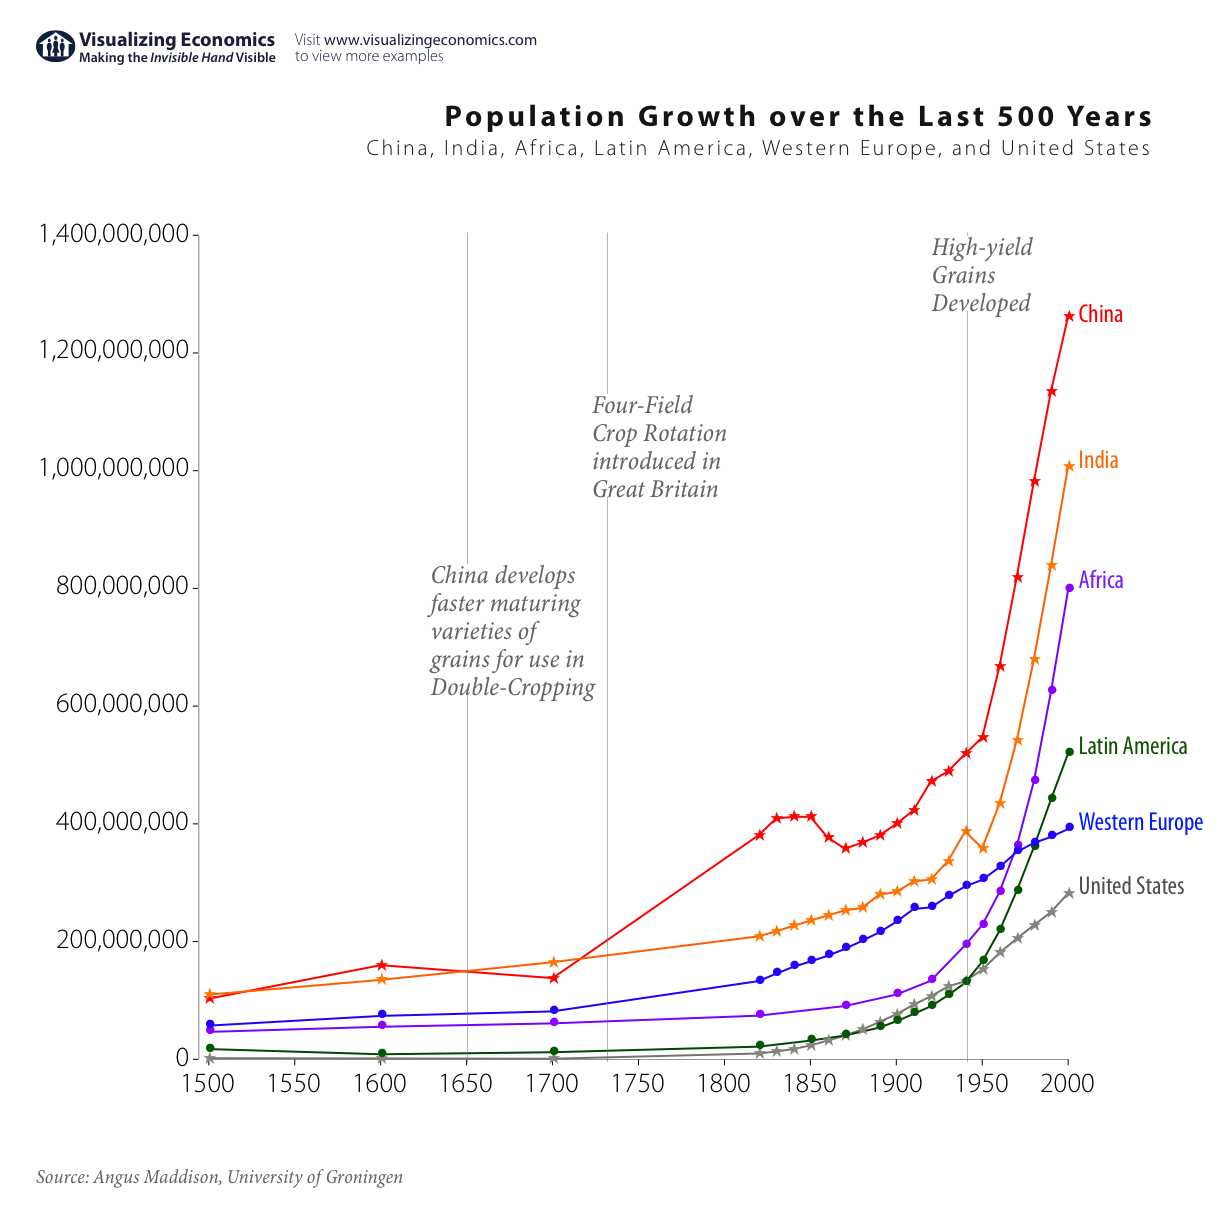 Visualizing Economics
Making the Invisible Hand Visible
Visit www.visualizingeconomics.com
to view more examples
Population Growth over the Last 500 Years
China, India, Africa, Latin America, Western Europe, and United States
1,400,000,000
1,200,000,000
1,000,000,000
800,000,000
600,000,000
400,000,000
200,000,000
0
High-yield
Grains
Developed
Four-Field
Crop Rotation
introduced in
Great Britain
China develops
faster maturing
varieties of
grains for use in
Double-Cropping
China
India
Africa
Latin America
Western Europe
United States
1500 1550 1600 1650 1700 1750 1800 1850 1900 1950 2000
Source: Angus Maddison, University of Groningen